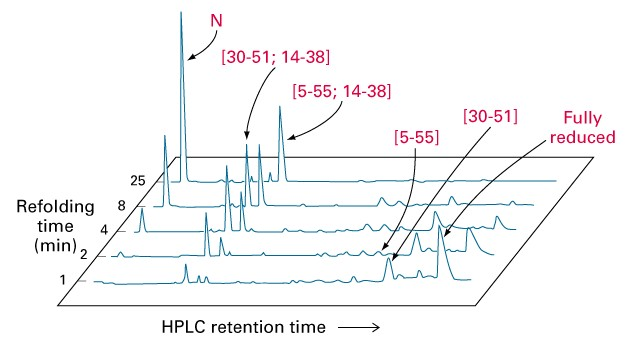 N
[30-51; 14-38]
[5-55; 14-38]
[5-55]
[30-51]
Fully
reduced
25
8
4
2
1
Refolding
time
(min)
HPLC retention time